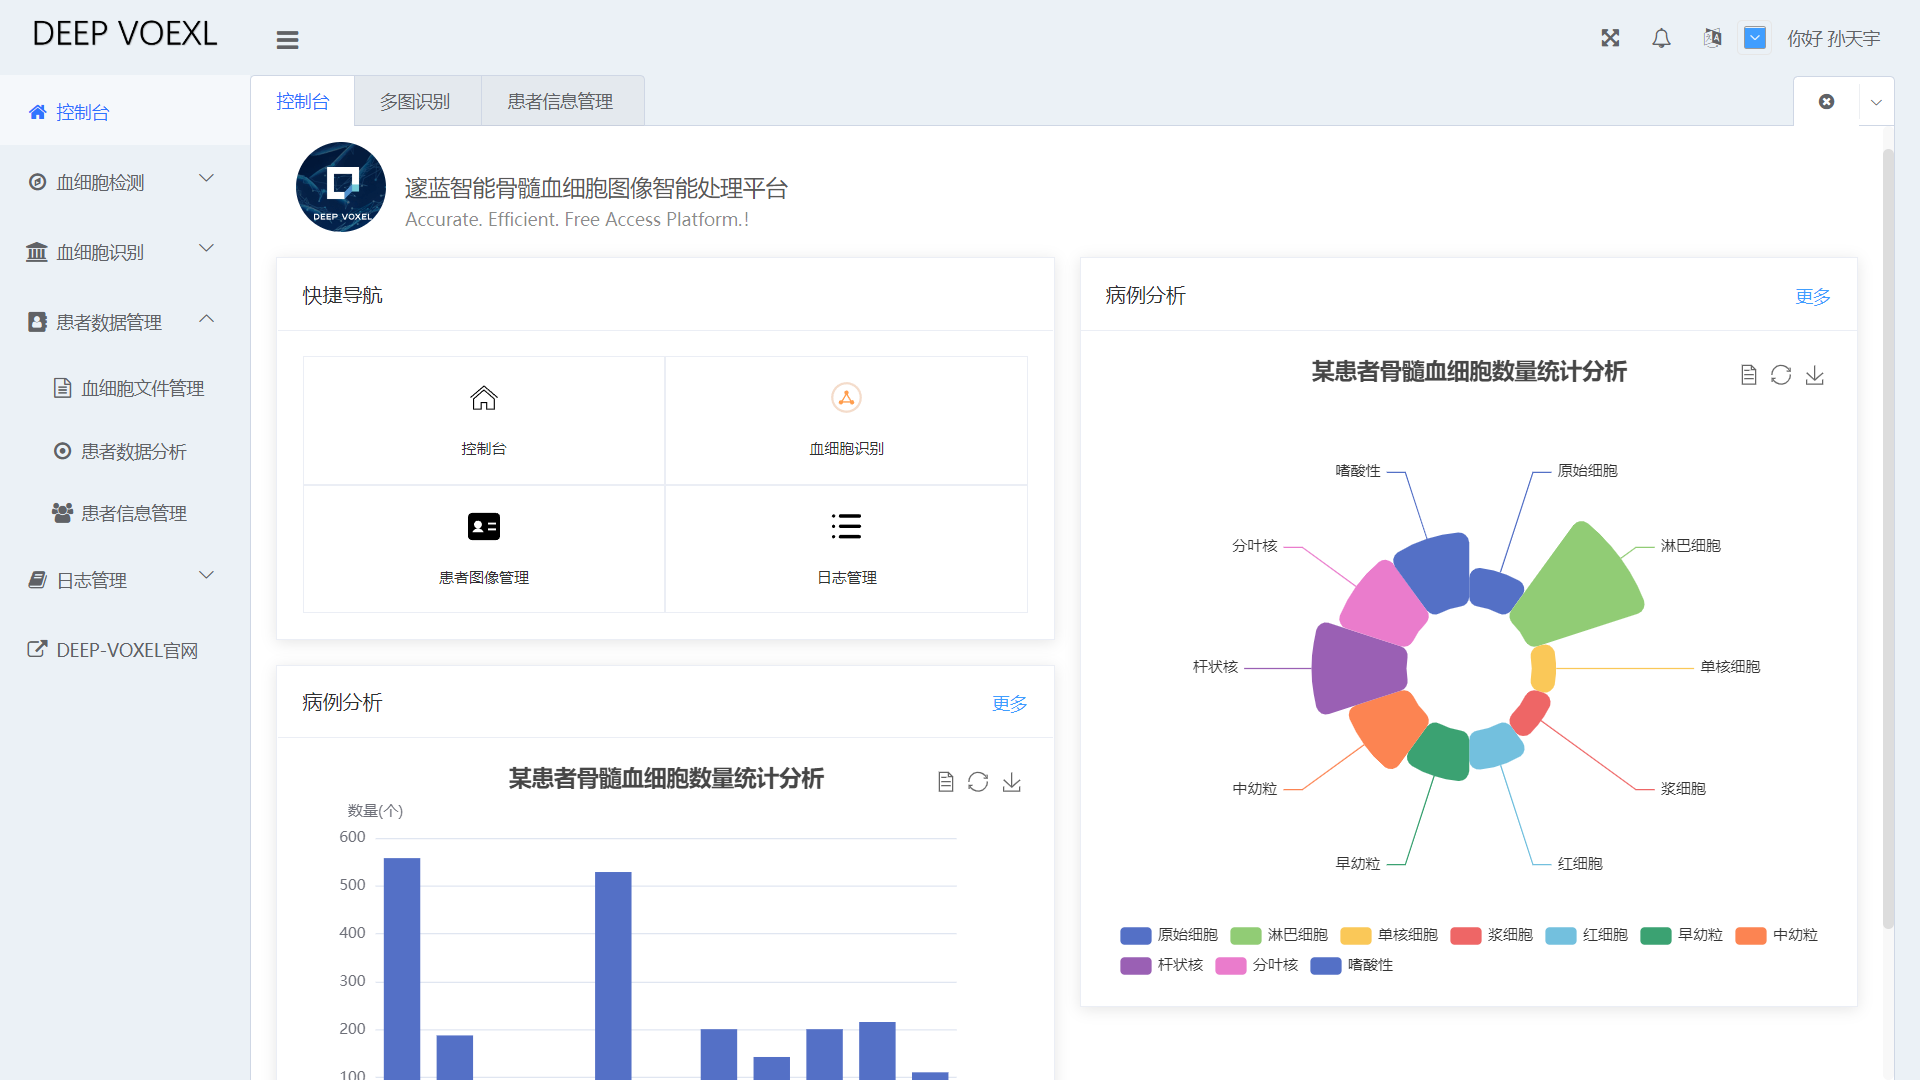 DEEP VOEXL
你好 孙天宇
控制台
血细胞检测
血细胞识别
患者数据管理
血细胞文件管理
患者数据分析
患者信息管理
日志管理
DEEP-VOXEL官网
控制台
多图识别
患者信息管理
DEEP VOXEL
邃蓝智能骨髓血细胞图像智能处理平台
Accurate. Efficient. Free Access Platform.!
快捷导航
控制台
血细胞识别
患者图像管理
日志管理
病例分析
更多
某患者骨髓血细胞数量统计分析
数量(个)
600
500
400
300
200
100
病例分析
更多
某患者骨髓血细胞数量统计分析
嗜酸性
原始细胞
分叶核
淋巴细胞
杆状核
单核细胞
中幼粒
浆细胞
早幼粒
红细胞
原始细胞 淋巴细胞 单核细胞 浆细胞 红细胞 早幼粒 中幼粒
杆状核 分叶核 嗜酸性